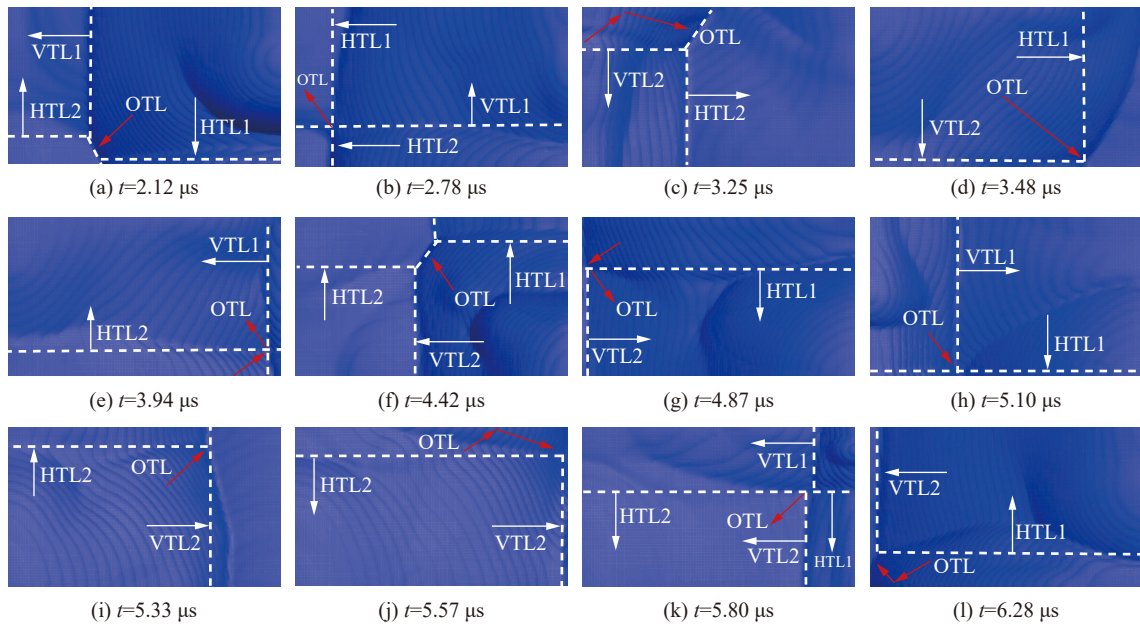 VTL1
HTL2
OTL
HTL1
(a) t=2.12 μs
HTL1
OTL
VTL1
HTL2
(b) t=2.78 μs
OTL
VTL2
HTL2
(c) t=3.25 μs
HTL1
OTL
VTL2
(d) t=3.48 μs
VTL1
OTL
HTL2
(e) t=3.94 μs
HTL1
HTL2
OTL
VTL2
(f) t=4.42 μs
OTL
HTL1
VTL2
(g) t=4.87 μs
VTL1
OTL
HTL1
(h) t=5.10 μs
HTL2
OTL
VTL2
(i) t=5.33 μs
OTL
HTL2
VTL2
(j) t=5.57 μs
VTL1
HTL2
OTL
VTL2
HTL1
(k) t=5.80 μs
VTL2
HTL1
OTL
(l) t=6.28 μs